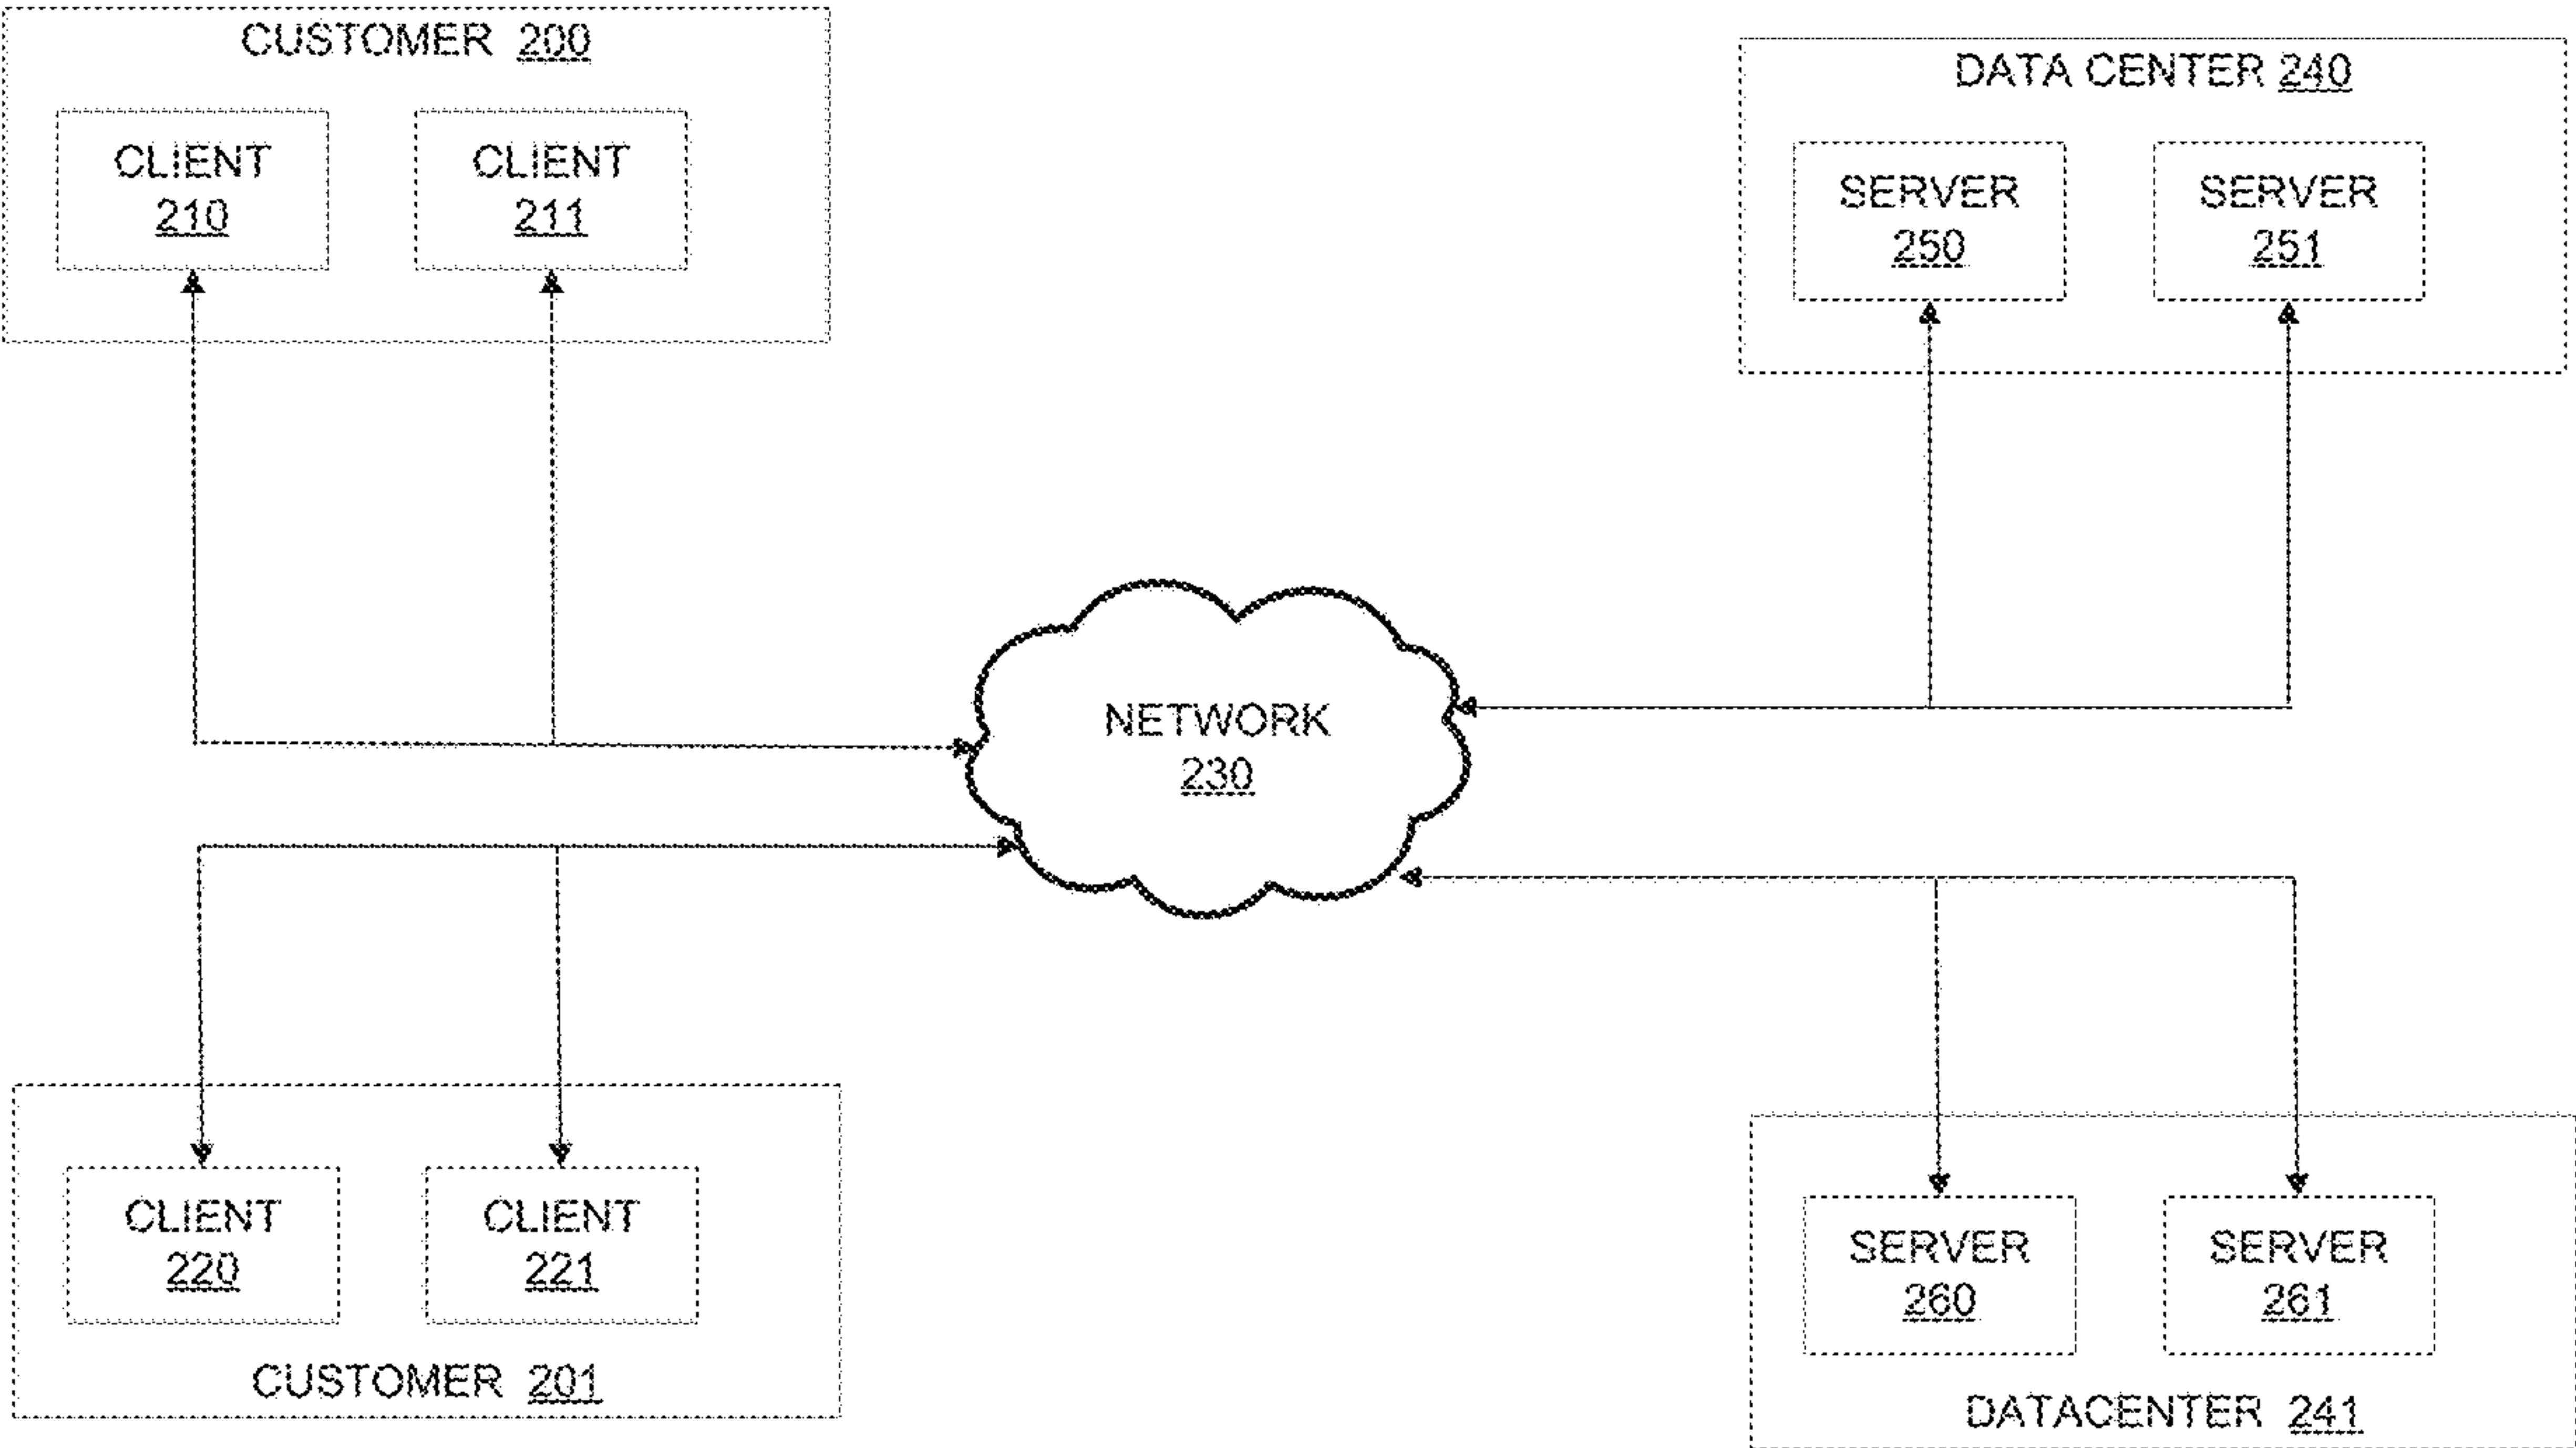 CUSTOMER 200
CLIENT
210
CLIENT
211
DATA CENTER 240
SERVER
250
SERVER
251
NETWORK
230
CLIENT
220
CLIENT
221
CUSTOMER 201
SERVER
260
SERVER
261
DATACENTER 241